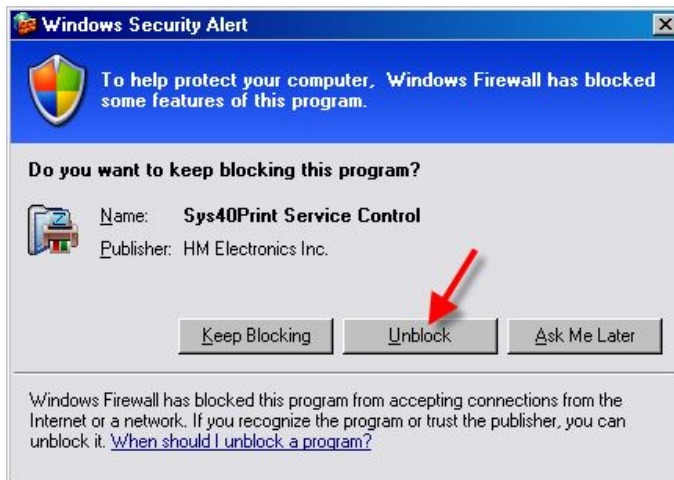 Windows Security Alert
To help protect your computer, Windows Firewall has blocked
some features of this program.
Do you want to keep blocking this program?
Name: Sys40Print Service Control
Publisher: HM Electronics Inc.
Keep Blocking Unblock Ask Me Later
Windows Firewall has blocked this program from accepting connections from the
Internet or a network. If you recognize the program or trust the publisher, you can
unblock it. When should I unblock a program?